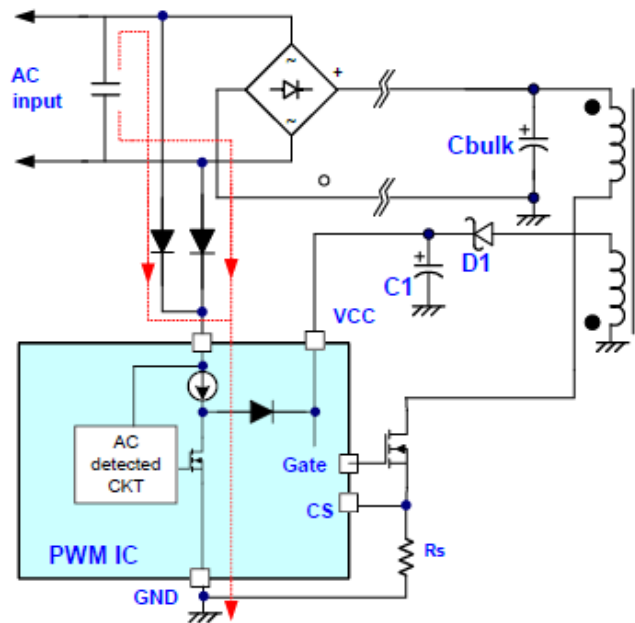 AC
input
~
+
~
Cbulk
C1
D1
VCC
AC
detected
CKT
Gate
CS
PWM IC
Rs
GND